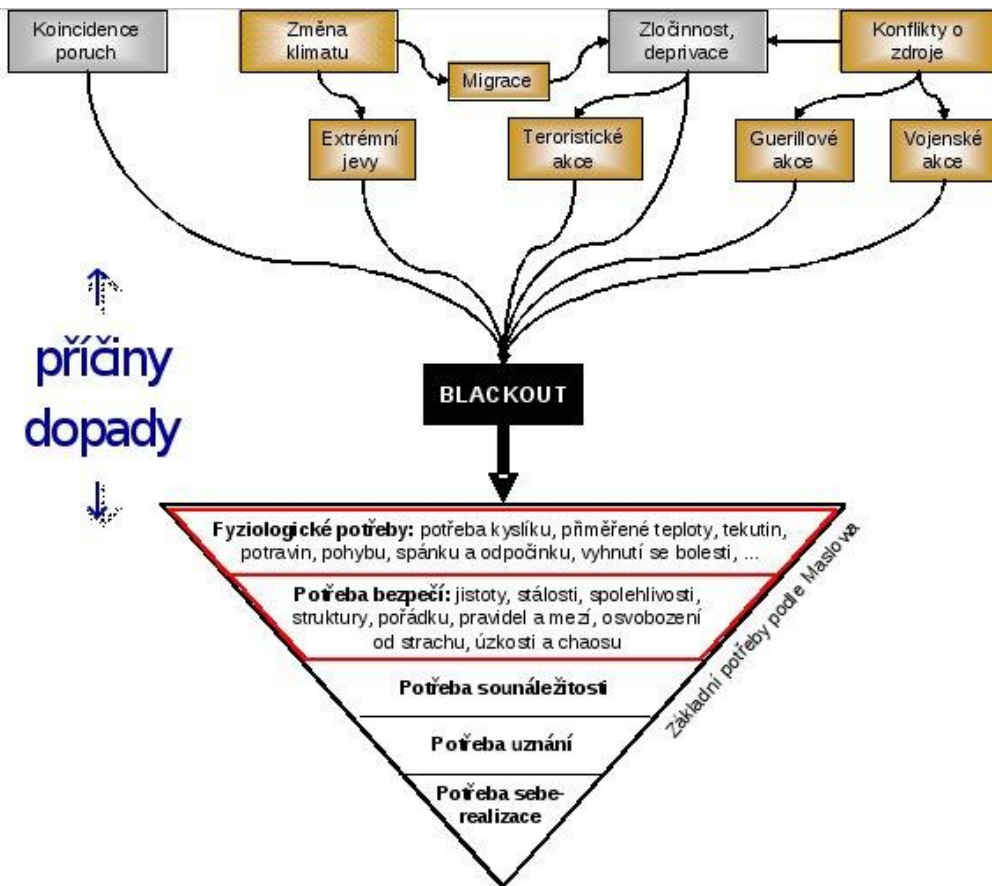 Koincidence
poruch
Změna
klimatu
Migrace
Zločinnost,
deprivace
Konflikty o
zdroje
Extrémní
jevy
Teroristické
akce
Guerillové
akce
Vojenské
akce
příčiny
dopady
BLACKOUT
Fyziologické potřeby: potřeba kyslíku, přiměřené teploty, tekutin,
potravin, pohybu, spánku a odpočinku, vyhnutí se bolesti, ...
Potřeba bezpečí: jistoty, stálosti, spolehlivosti,
struktury, pořádku, pravidel a mezí, osvobození
od strachu, úzkosti a chaosu
Potřeba sounáležitosti
Potřeba uznání
Potřeba sebe-
realizace
Základní potřeby podle Maslowa